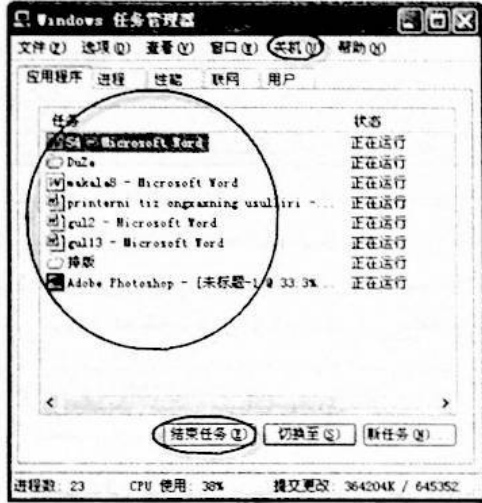 Windows 任务管理器
文件(F) 选项(O) 查看(V) 窗口(W) 关机(U) 帮助(H)
应用程序 进程 性能 联网 用户
任务 状态
S4 - Microsoft Word 正在运行
DuZe 正在运行
makala8 - Microsoft Word 正在运行
printerni tiz ongxaxning usulliri -... 正在运行
gul2 - Microsoft Word 正在运行
gul13 - Microsoft Word 正在运行
排版 正在运行
Adobe Photoshop - [未标题-1 @ 33.3%... 正在运行
结束任务(E) 切换至(S) 新任务(N)...
进程数: 23 CPU 使用: 38% 提交更改: 364204K / 645352